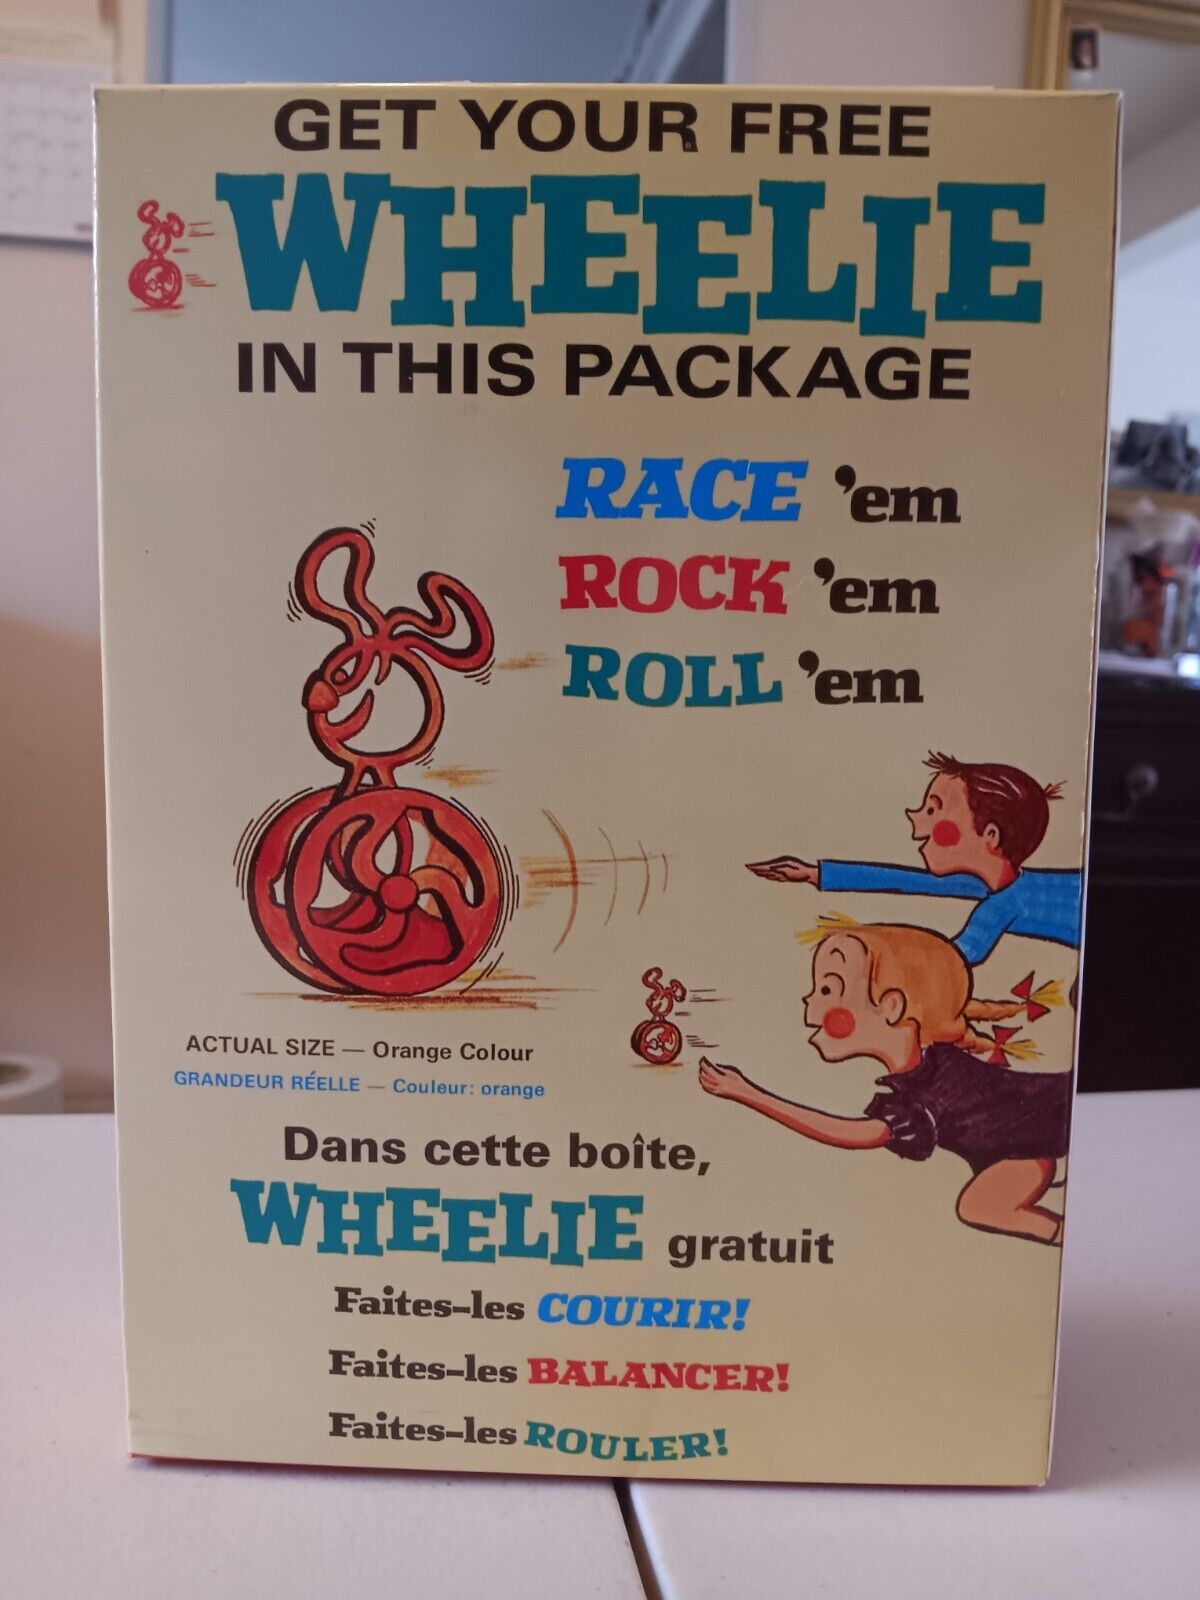 GET YOUR FREE
WHEELIE
IN THIS PACKAGE
RACE 'em
ROCK 'em
ROLL 'em
ACTUAL SIZE — Orange Colour
GRANDEUR RÉELLE — Couleur: orange
Dans cette boîte,
WHEELIE gratuit
Faites-les COURIR!
Faites-les BALANCER!
Faites-les ROULER!